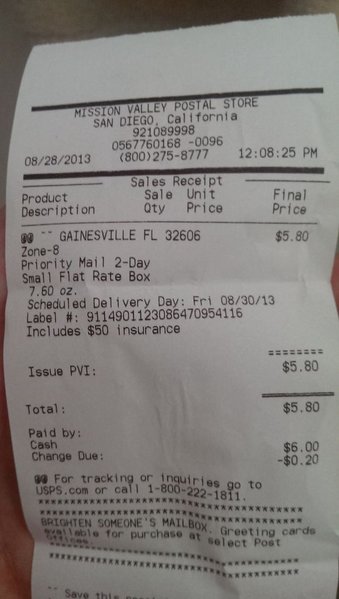 MISSION VALLEY POSTAL STORE
SAN DIEGO, California
921089998
0567760168 -0096
08/28/2013 (800)275-8777 12:08:25 PM
Sales Receipt
Product Sale Unit Final
Description Qty Price Price
@@ ~~ GAINESVILLE FL 32606 $5.80
Zone-8
Priority Mail 2-Day
Small Flat Rate Box
7.60 oz.
Scheduled Delivery Day: Fri 08/30/13
Label #: 9114901123086470954116
Includes $50 insurance
========
Issue PVI: $5.80
Total: $5.80
Paid by:
Cash $6.00
Change Due: -$0.20
@@ For tracking or inquiries go to
USPS.com or call 1-800-222-1811.
BRIGHTEN SOMEONE'S MAILBOX. Greeting cards
available for purchase at select Post
Offices
~~ Save this